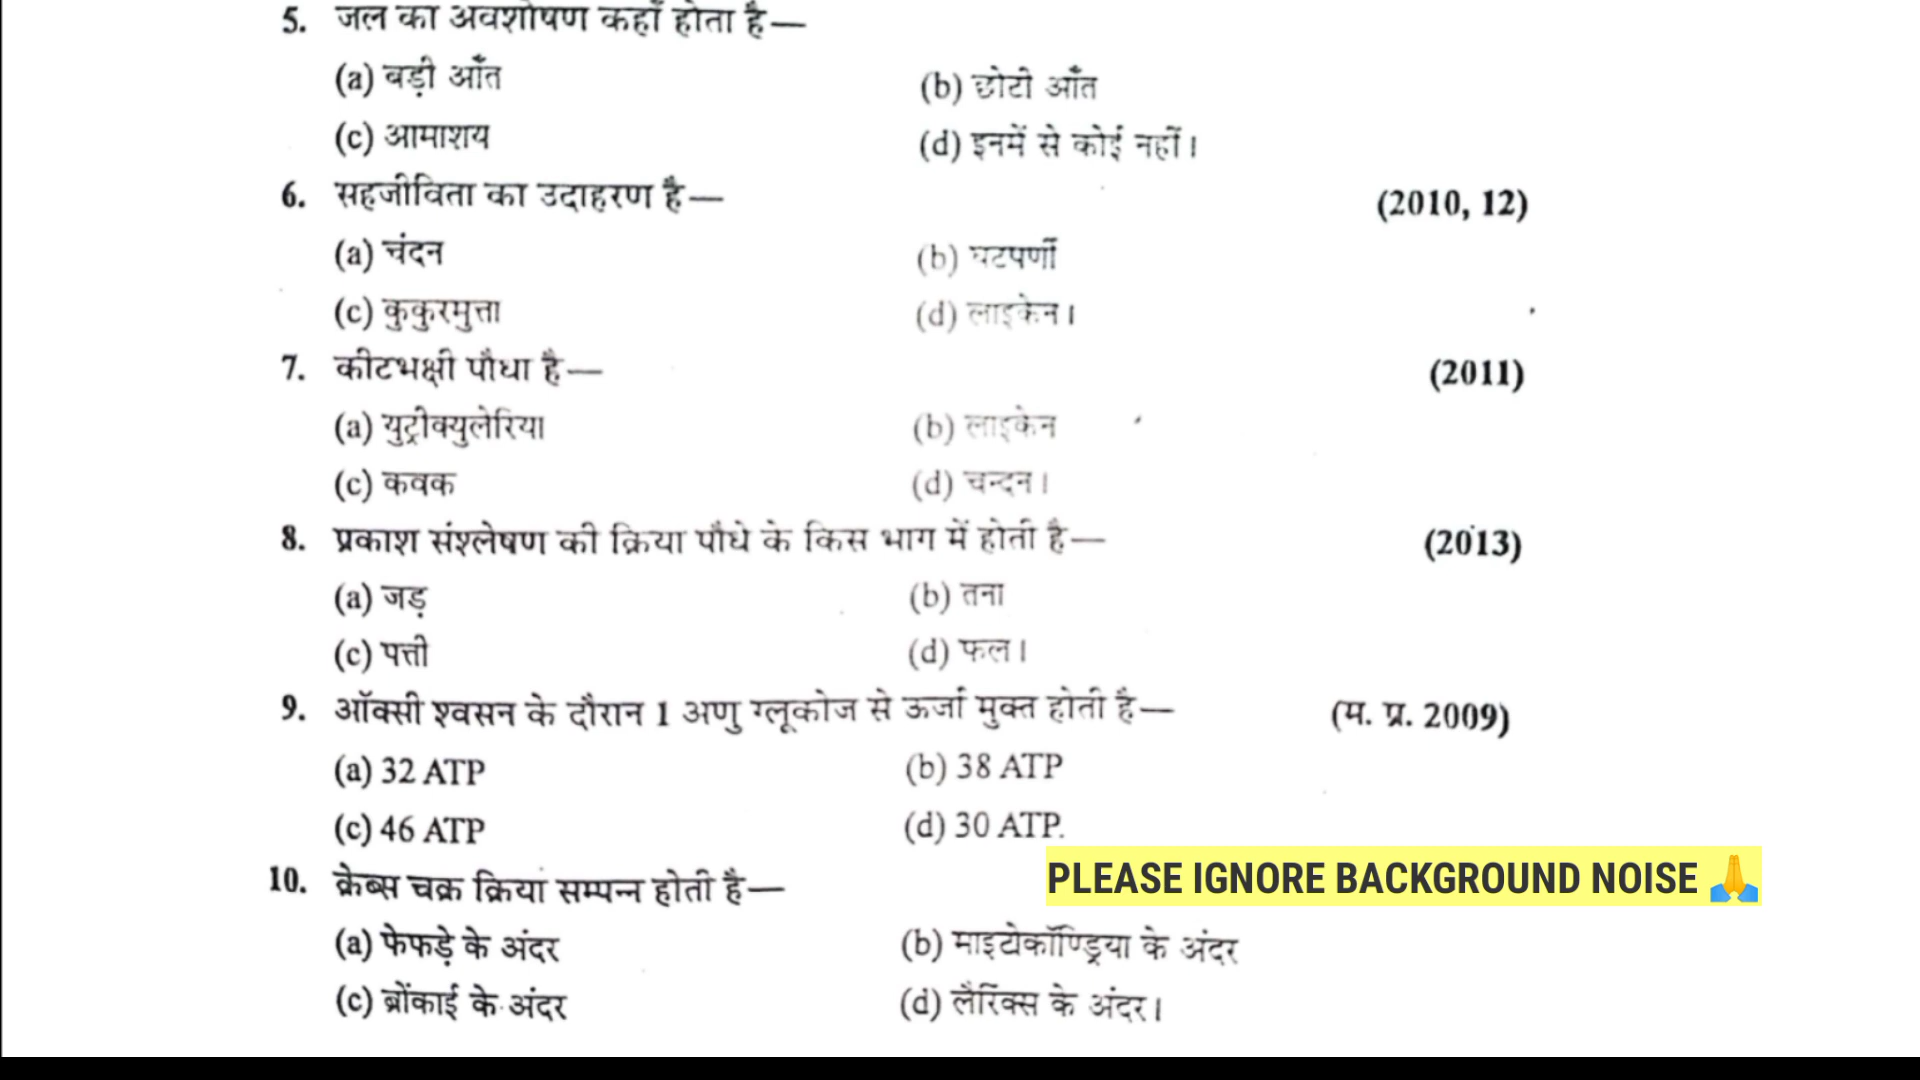 5. जल का अवशोषण कहाँ होता है—
(a) बड़ी आँत (b) छोटी आँत
(c) आमाशय (d) इनमें से कोई नहीं।
6. सहजीविता का उदाहरण है— (2010, 12)
(a) चंदन (b) घटपर्णी
(c) कुकुरमुत्ता (d) लाइकेन।
7. कीटभक्षी पौधा है— (2011)
(a) युट्रीक्युलेरिया (b) लाइकेन
(c) कवक (d) चन्दन।
8. प्रकाश संश्लेषण की क्रिया पौधे के किस भाग में होती है— (2013)
(a) जड़ (b) तना
(c) पत्ती (d) फल।
9. ऑक्सी श्वसन के दौरान 1 अणु ग्लूकोज से ऊर्जा मुक्त होती है— (म. प्र. 2009)
(a) 32 ATP (b) 38 ATP
(c) 46 ATP (d) 30 ATP.
PLEASE IGNORE BACKGROUND NOISE 🙏
10. क्रेब्स चक्र क्रिया सम्पन्न होती है—
(a) फेफड़े के अंदर (b) माइटोकॉण्ड्रिया के अंदर
(c) ब्रोंकाई के अंदर (d) लैरिंक्स के अंदर।